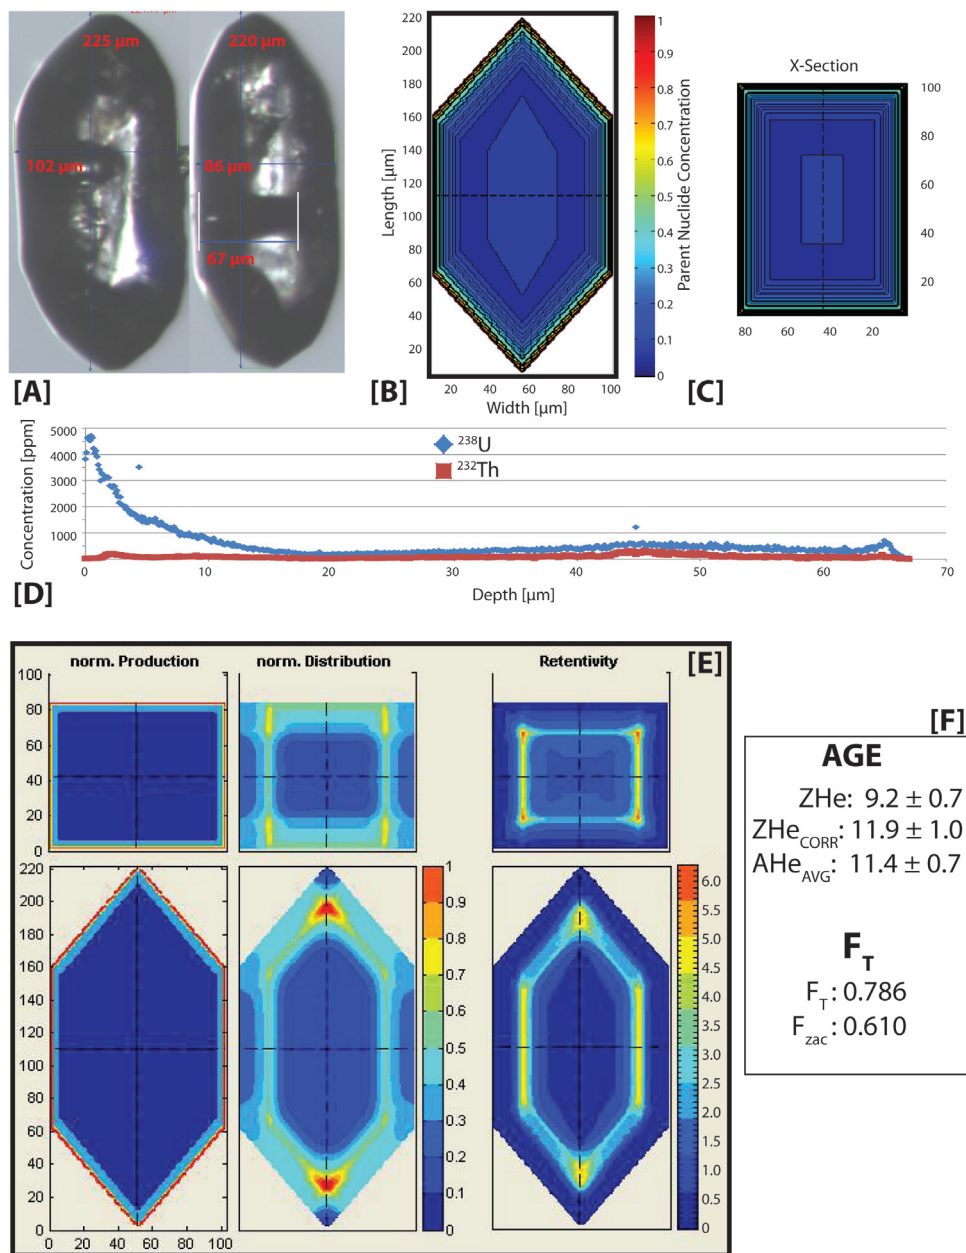 225 µm
220 µm
102 µm
86 µm
67 µm
[A]
220
200
180
160
140
120
100
80
60
40
20
Length [µm]
20 40 60 80 100
Width [µm]
[B]
1
0.9
0.8
0.7
0.6
0.5
0.4
0.3
0.2
0.1
0
Parent Nuclide Concentration
X-Section
100
80
60
40
20
80 60 40 20
[C]
5000
4000
3000
2000
1000
Concentration [ppm]
238U
232Th
0 10 20 30 40 50 60 70
Depth [µm]
[D]
norm. Production norm. Distribution Retentivity [E]
100
80
60
40
20
0
220
200
180
160
140
120
100
80
60
40
20
0
0 20 40 60 80 100
1
0.9
0.8
0.7
0.6
0.5
0.4
0.3
0.2
0.1
0
6.0
5.5
5.0
4.5
4.0
3.5
3.0
2.5
2.0
1.5
1.0
0.5
0
[F]
AGE
ZHe: 9.2 ± 0.7
ZHeCORR: 11.9 ± 1.0
AHeAVG: 11.4 ± 0.7
FT
FT: 0.786
Fzac: 0.610